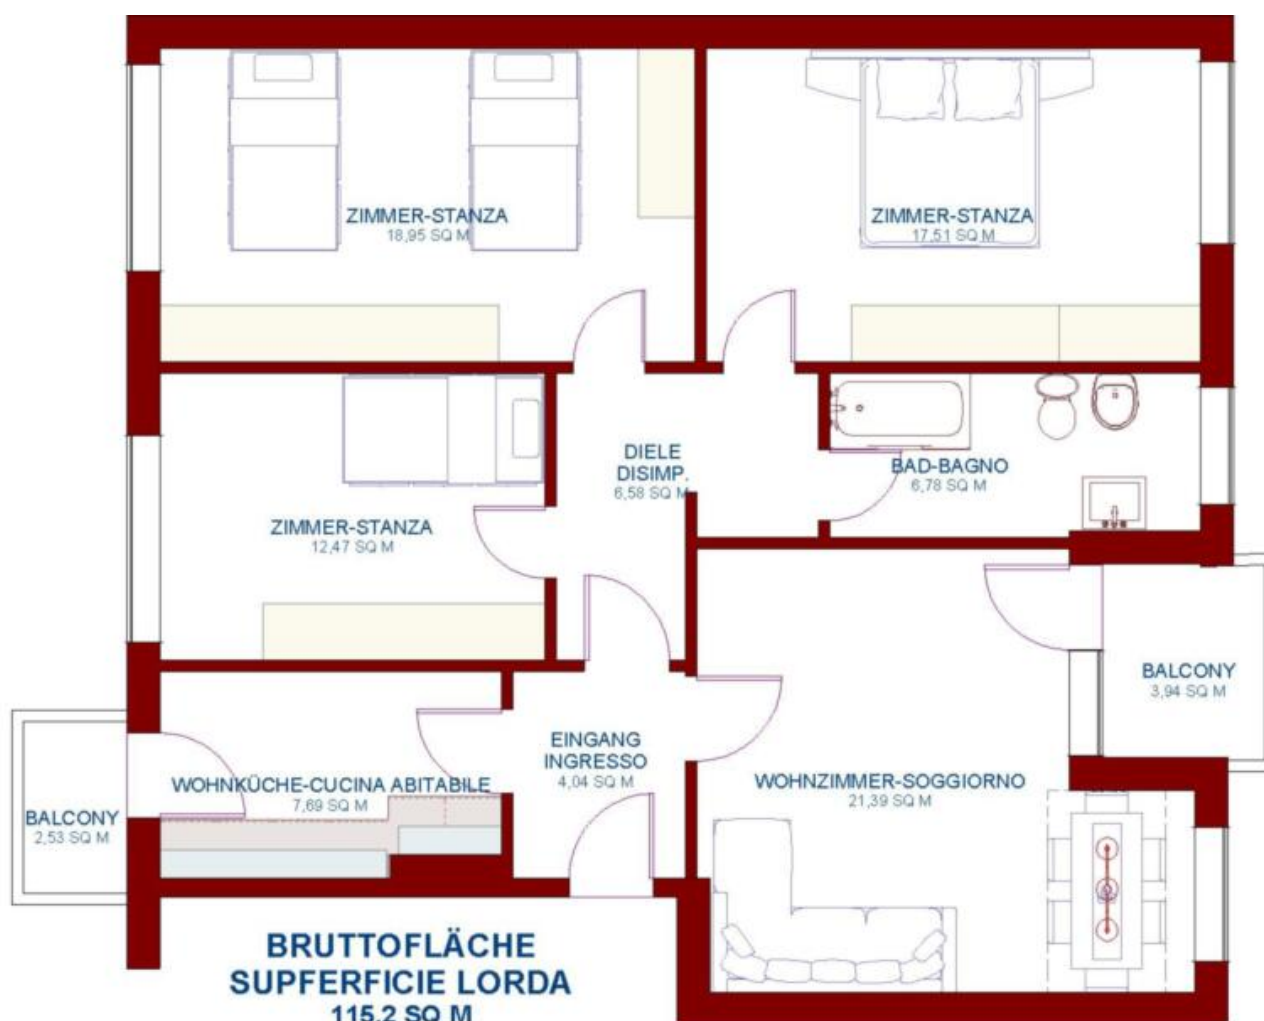 ZIMMER-STANZA
18,95 SQ M
ZIMMER-STANZA
17,51 SQ M
DIELE
DISIMP.
6,58 SQ M
BAD-BAGNO
6,78 SQ M
ZIMMER-STANZA
12,47 SQ M
BALCONY
3,94 SQ M
EINGANG
INGRESSO
4,04 SQ M
WOHNKÜCHE-CUCINA ABITABILE
7,69 SQ M
WOHNZIMMER-SOGGIORNO
21,39 SQ M
BALCONY
2,53 SQ M
BRUTTOFLÄCHE
SUPFERFICIE LORDA
115,2 SQ M